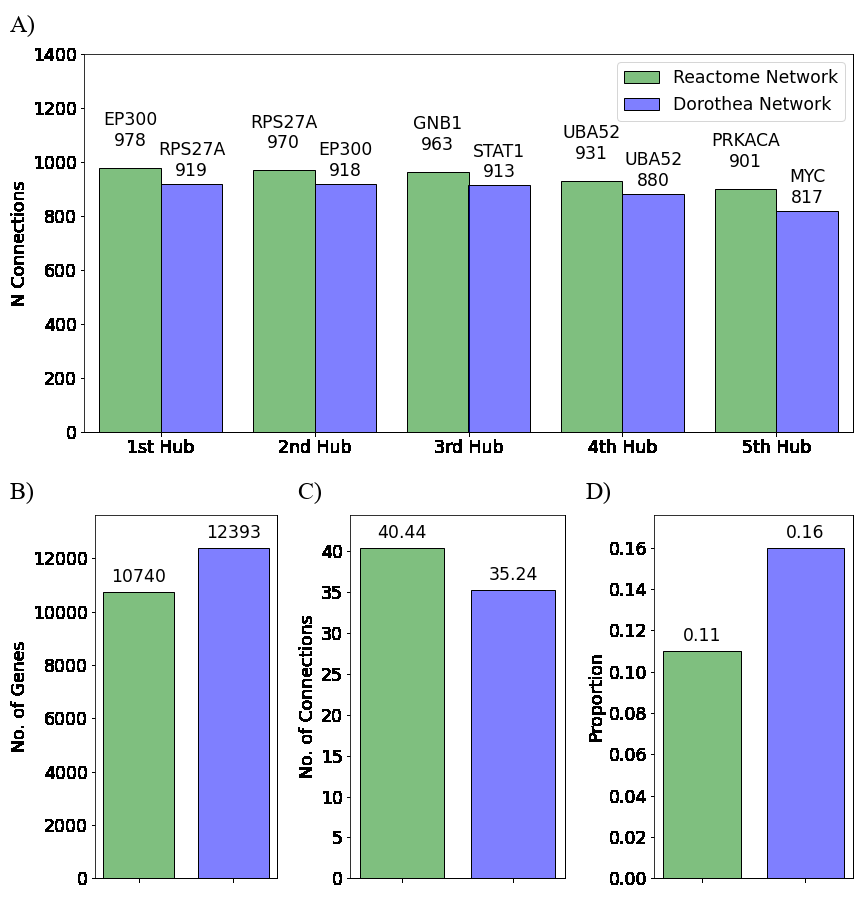 A)
N Connections
1400
1200
1000
800
600
400
200
0
Reactome Network
Dorothea Network
EP300
978
RPS27A
919
RPS27A
970
EP300
918
GNB1
963
STAT1
913
UBA52
931
UBA52
880
PRKACA
901
MYC
817
1st Hub
2nd Hub
3rd Hub
4th Hub
5th Hub
B)
No. of Genes
12000
10000
8000
6000
4000
2000
0
10740
12393
C)
No. of Connections
40
35
30
25
20
15
10
5
0
40.44
35.24
D)
Proportion
0.16
0.14
0.12
0.10
0.08
0.06
0.04
0.02
0.00
0.11
0.16